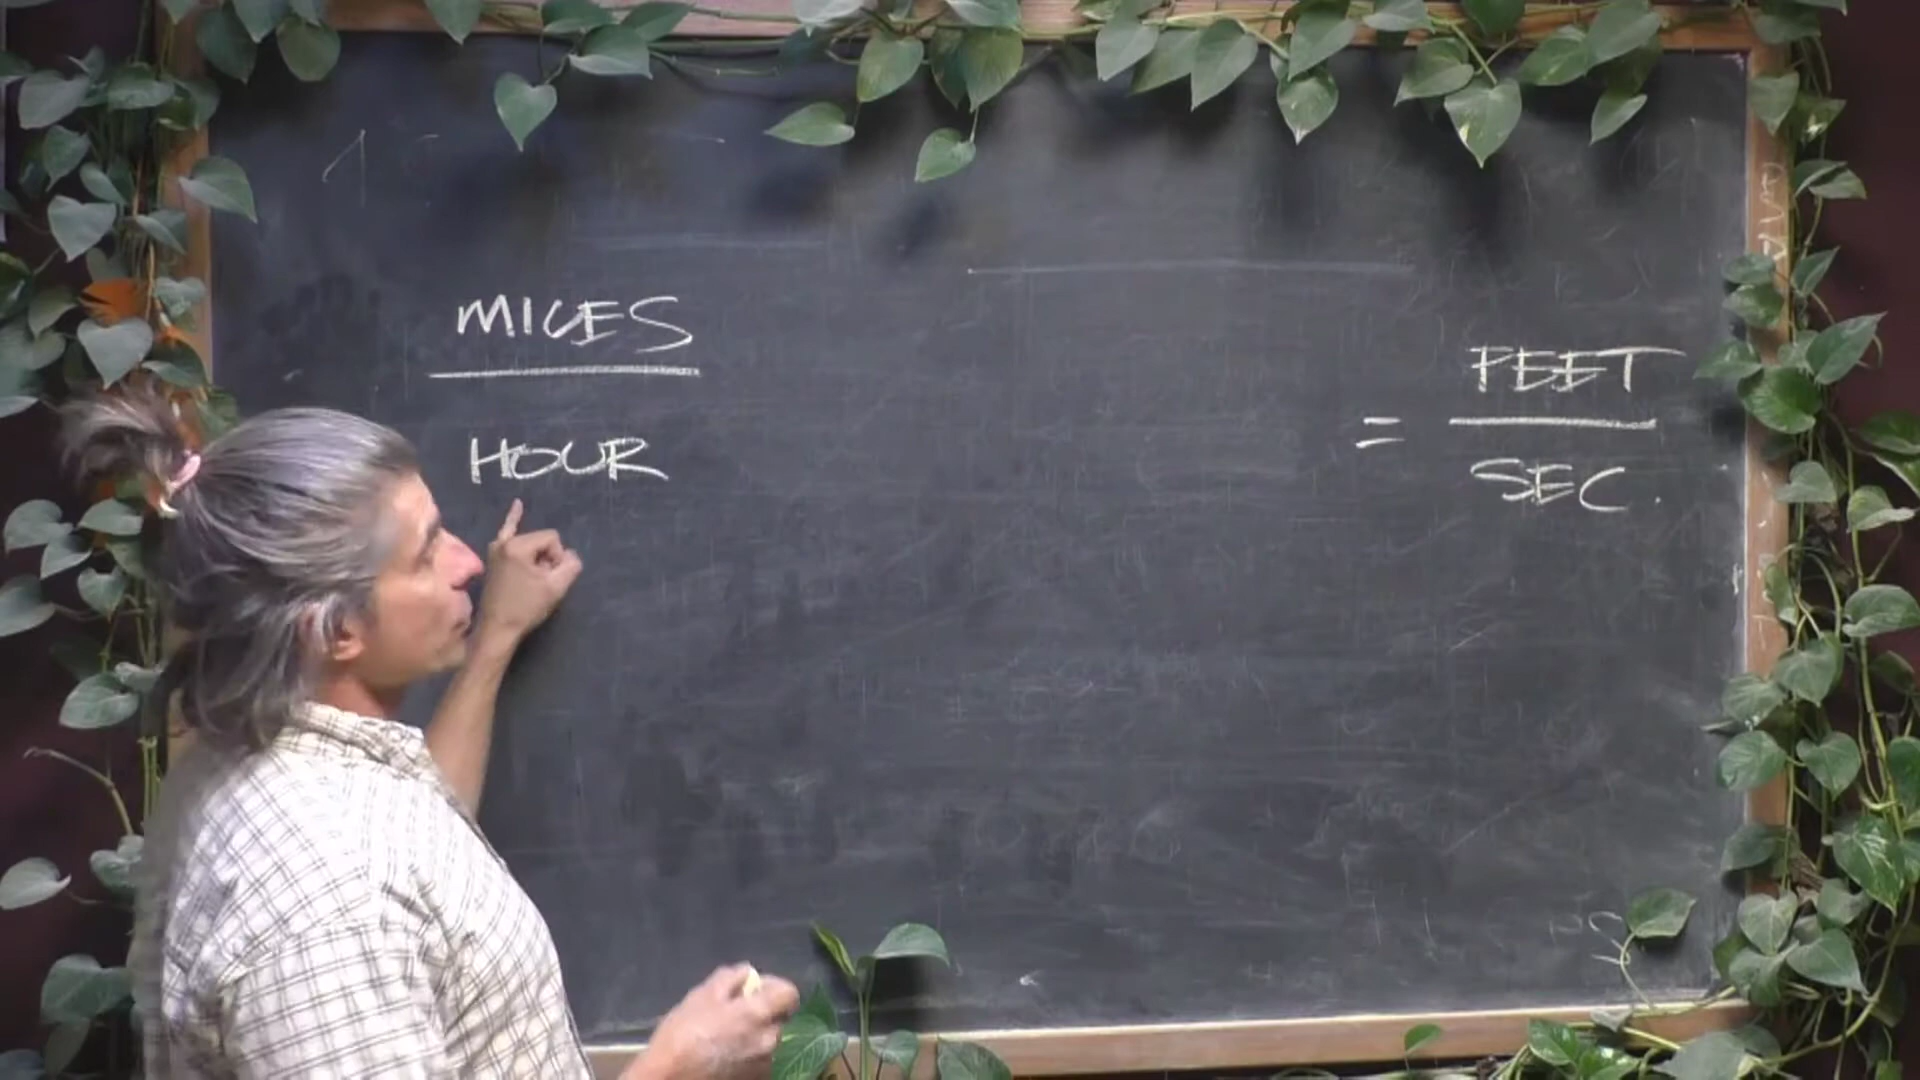 MILES
HOUR
=
FEET
SEC.